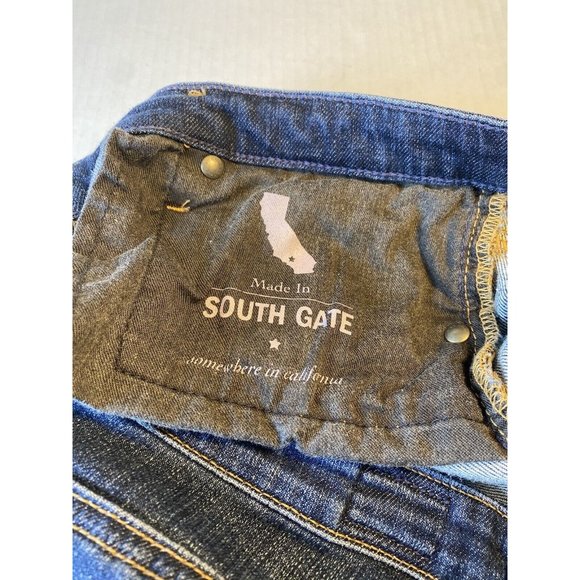 Made In
SOUTH GATE
somewhere in california